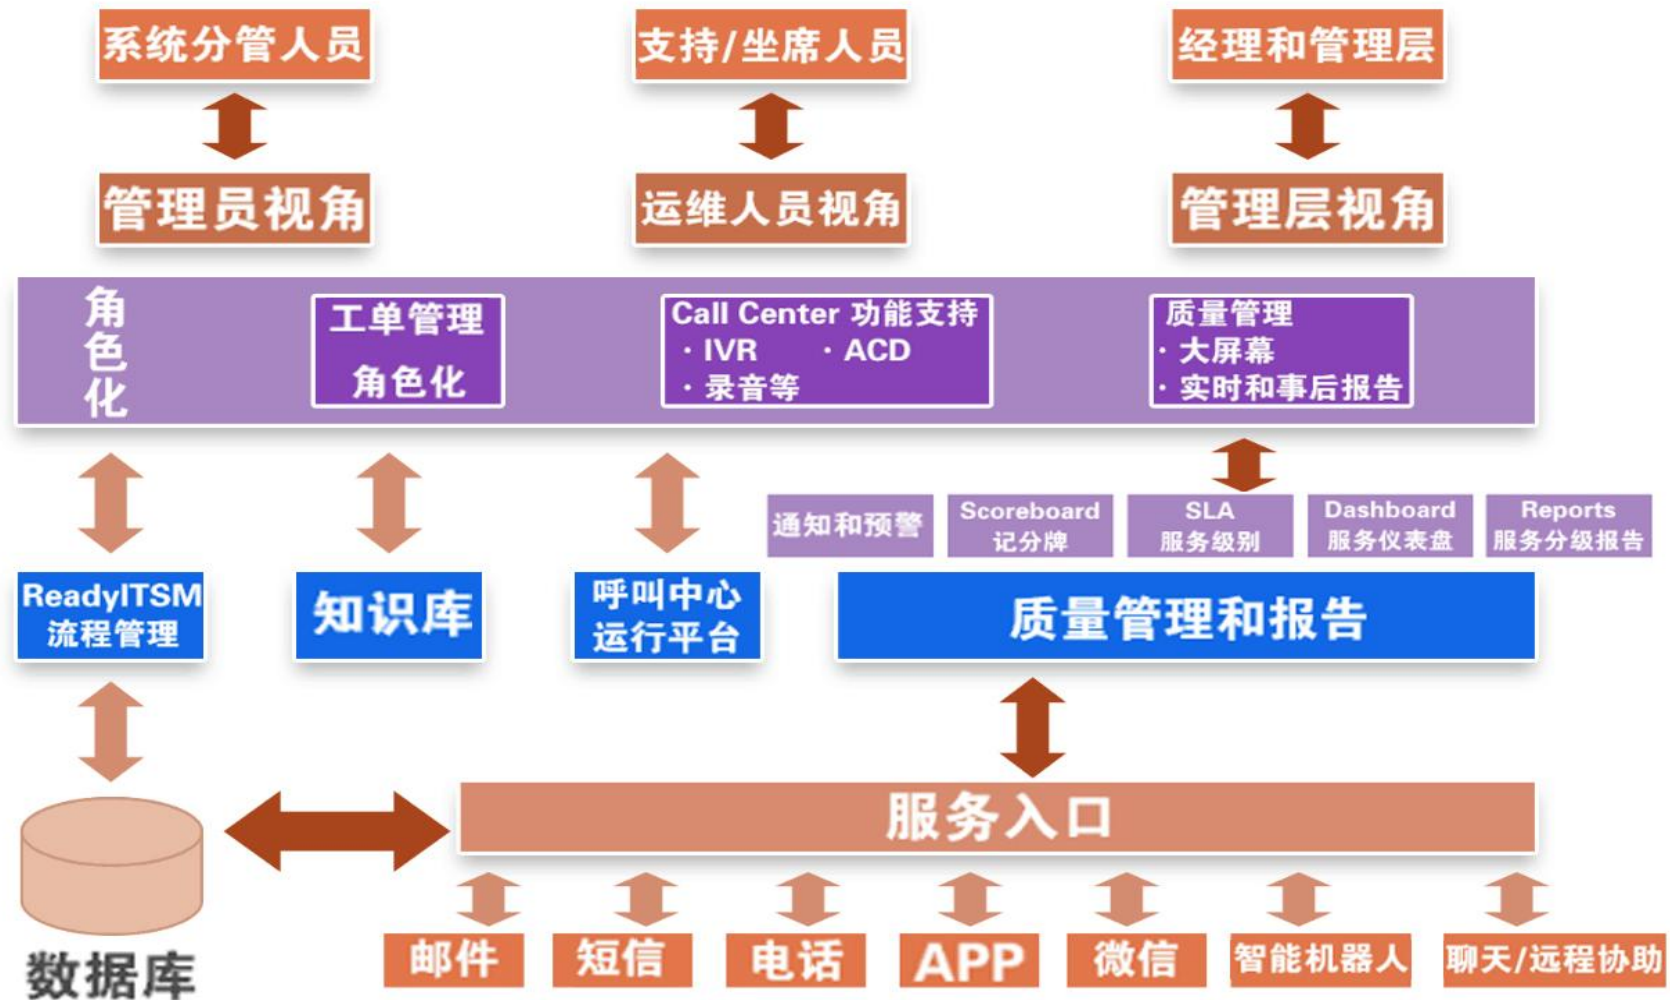 系统分管人员
支持/坐席人员
经理和管理层
管理员视角
运维人员视角
管理层视角
角
色
化
工单管理
角色化
Call Center 功能支持
· IVR · ACD
· 录音等
质量管理
· 大屏幕
· 实时和事后报告
通知和预警
Scoreboard
记分牌
SLA
服务级别
Dashboard
服务仪表盘
Reports
服务分级报告
ReadyITSM
流程管理
知识库
呼叫中心
运行平台
质量管理和报告
服务入口
数据库
邮件
短信
电话
APP
微信
智能机器人
聊天/远程协助